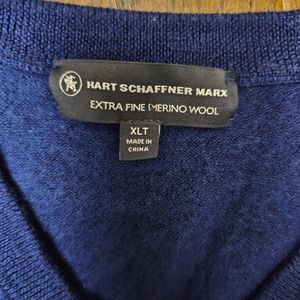 HART SCHAFFNER MARX
EXTRA FINE MERINO WOOL
XLT
MADE IN
CHINA